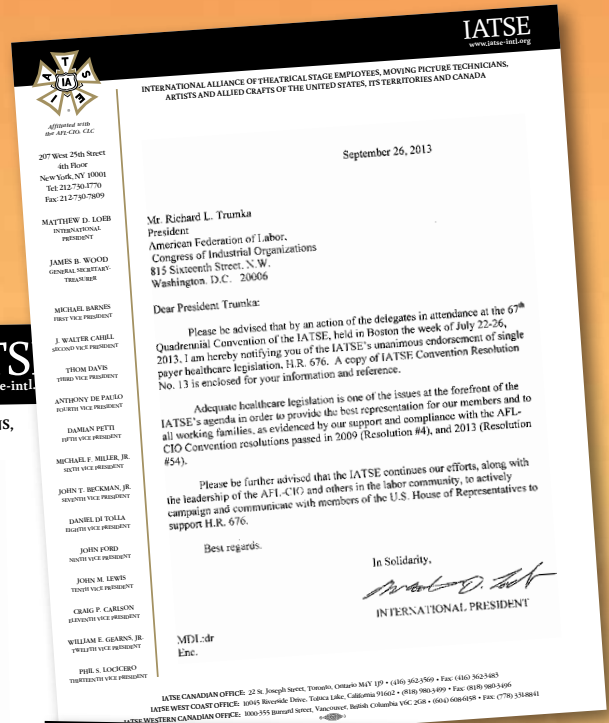 IATSE
www.iatse-intl.org
I A T S E
IA
INTERNATIONAL ALLIANCE OF THEATRICAL STAGE EMPLOYEES, MOVING PICTURE TECHNICIANS,
ARTISTS AND ALLIED CRAFTS OF THE UNITED STATES, ITS TERRITORIES AND CANADA
Affiliated with
the AFL-CIO, CLC
207 West 25th Street
4th Floor
New York, NY 10001
Tel: 212-730-1770
Fax: 212-730-7809
MATTHEW D. LOEB
INTERNATIONAL
PRESIDENT
JAMES B. WOOD
GENERAL SECRETARY-
TREASURER
MICHAEL BARNES
FIRST VICE PRESIDENT
J. WALTER CAHILL
SECOND VICE PRESIDENT
THOM DAVIS
THIRD VICE PRESIDENT
ANTHONY DE PAULO
FOURTH VICE PRESIDENT
DAMIAN PETTI
FIFTH VICE PRESIDENT
MICHAEL F. MILLER, JR.
SIXTH VICE PRESIDENT
JOHN T. BECKMAN, JR.
SEVENTH VICE PRESIDENT
DANIEL DI TOLLA
EIGHTH VICE PRESIDENT
JOHN FORD
NINTH VICE PRESIDENT
JOHN M. LEWIS
TENTH VICE PRESIDENT
CRAIG P. CARLSON
ELEVENTH VICE PRESIDENT
WILLIAM E. GEARNS, JR.
TWELFTH VICE PRESIDENT
PHIL S. LOCICERO
THIRTEENTH VICE PRESIDENT
September 26, 2013
Mr. Richard L. Trumka
President
American Federation of Labor,
Congress of Industrial Organizations
815 Sixteenth Street, N.W.
Washington, D.C. 20006
Dear President Trumka:
Please be advised that by an action of the delegates in attendance at the 67th
Quadrennial Convention of the IATSE, held in Boston the week of July 22-26,
2013, I am hereby notifying you of the IATSE's unanimous endorsement of single
payer healthcare legislation, H.R. 676. A copy of IATSE Convention Resolution
No. 13 is enclosed for your information and reference.
Adequate healthcare legislation is one of the issues at the forefront of the
IATSE's agenda in order to provide the best representation for our members and to
all working families, as evidenced by our support and compliance with the AFL-
CIO Convention resolutions passed in 2009 (Resolution #4), and 2013 (Resolution
#54).
Please be further advised that the IATSE continues our efforts, along with
the leadership of the AFL-CIO and others in the labor community, to actively
campaign and communicate with members of the U.S. House of Representatives to
support H.R. 676.
Best regards.
In Solidarity,
INTERNATIONAL PRESIDENT
MDL:dr
Enc.
IATSE CANADIAN OFFICE: 22 St. Joseph Street, Toronto, Ontario M4Y 1J9 • (416) 362-3569 • Fax: (416) 362-3483
IATSE WEST COAST OFFICE: 10045 Riverside Drive, Toluca Lake, California 91602 • (818) 980-3499 • Fax: (818) 980-3496
IATSE WESTERN CANADIAN OFFICE: 1000-355 Burrard Street, Vancouver, British Columbia V6C 2G8 • (604) 608-6158 • Fax: (778) 331-8841